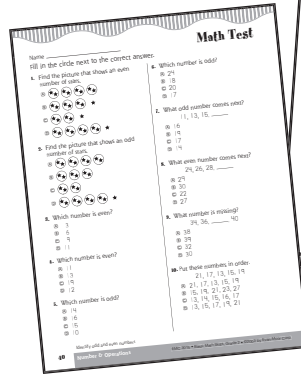 Math Test
Name
Fill in the circle next to the correct answer.
1. Find the picture that shows an even
number of stars.
A
B
C
D
2. Find the picture that shows an odd
number of stars.
A
B
C
D
3. Which number is even?
A 3
B 6
C 9
D 11
4. Which number is even?
A 11
B 13
C 19
D 12
5. Which number is odd?
A 14
B 16
C 15
D 10
6. Which number is odd?
A 24
B 18
C 20
D 17
7. What odd number comes next?
11, 13, 15,
A 16
B 19
C 17
D 14
8. What even number comes next?
24, 26, 28,
A 29
B 30
C 22
D 27
9. What number is missing?
34, 36, 40
A 38
B 39
C 32
D 30
10. Put these numbers in order.
21, 17, 13, 15, 19
A 21, 17, 13, 15, 19
B 15, 19, 21, 23, 27
C 13, 14, 15, 16, 17
D 13, 15, 17, 19, 21
Identify odd and even numbers
40 Number & Operations